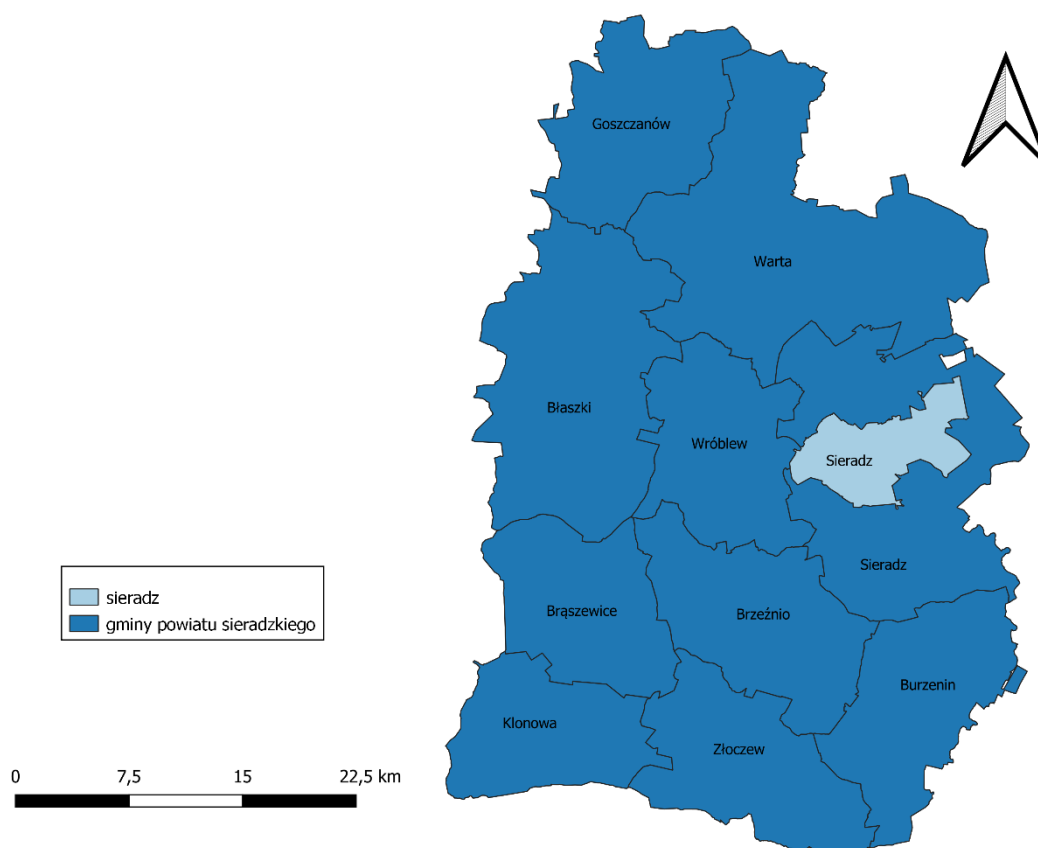 Goszczanów
Warta
Błaszki
Wróblew
Sieradz
Sieradz
Brąszewice
Brzeźnio
Burzenin
Klonowa
Złoczew
sieradz
gminy powiatu sieradzkiego
0 7,5 15 22,5 km